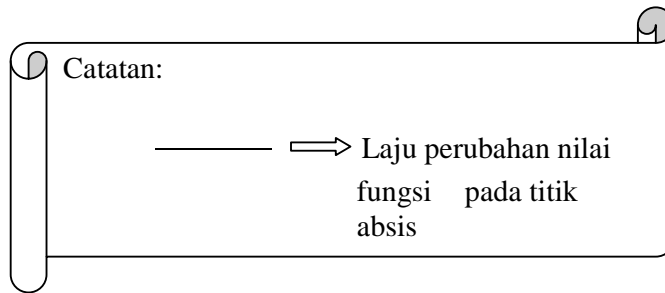 Catatan:
Laju perubahan nilai
fungsi pada titik
absis